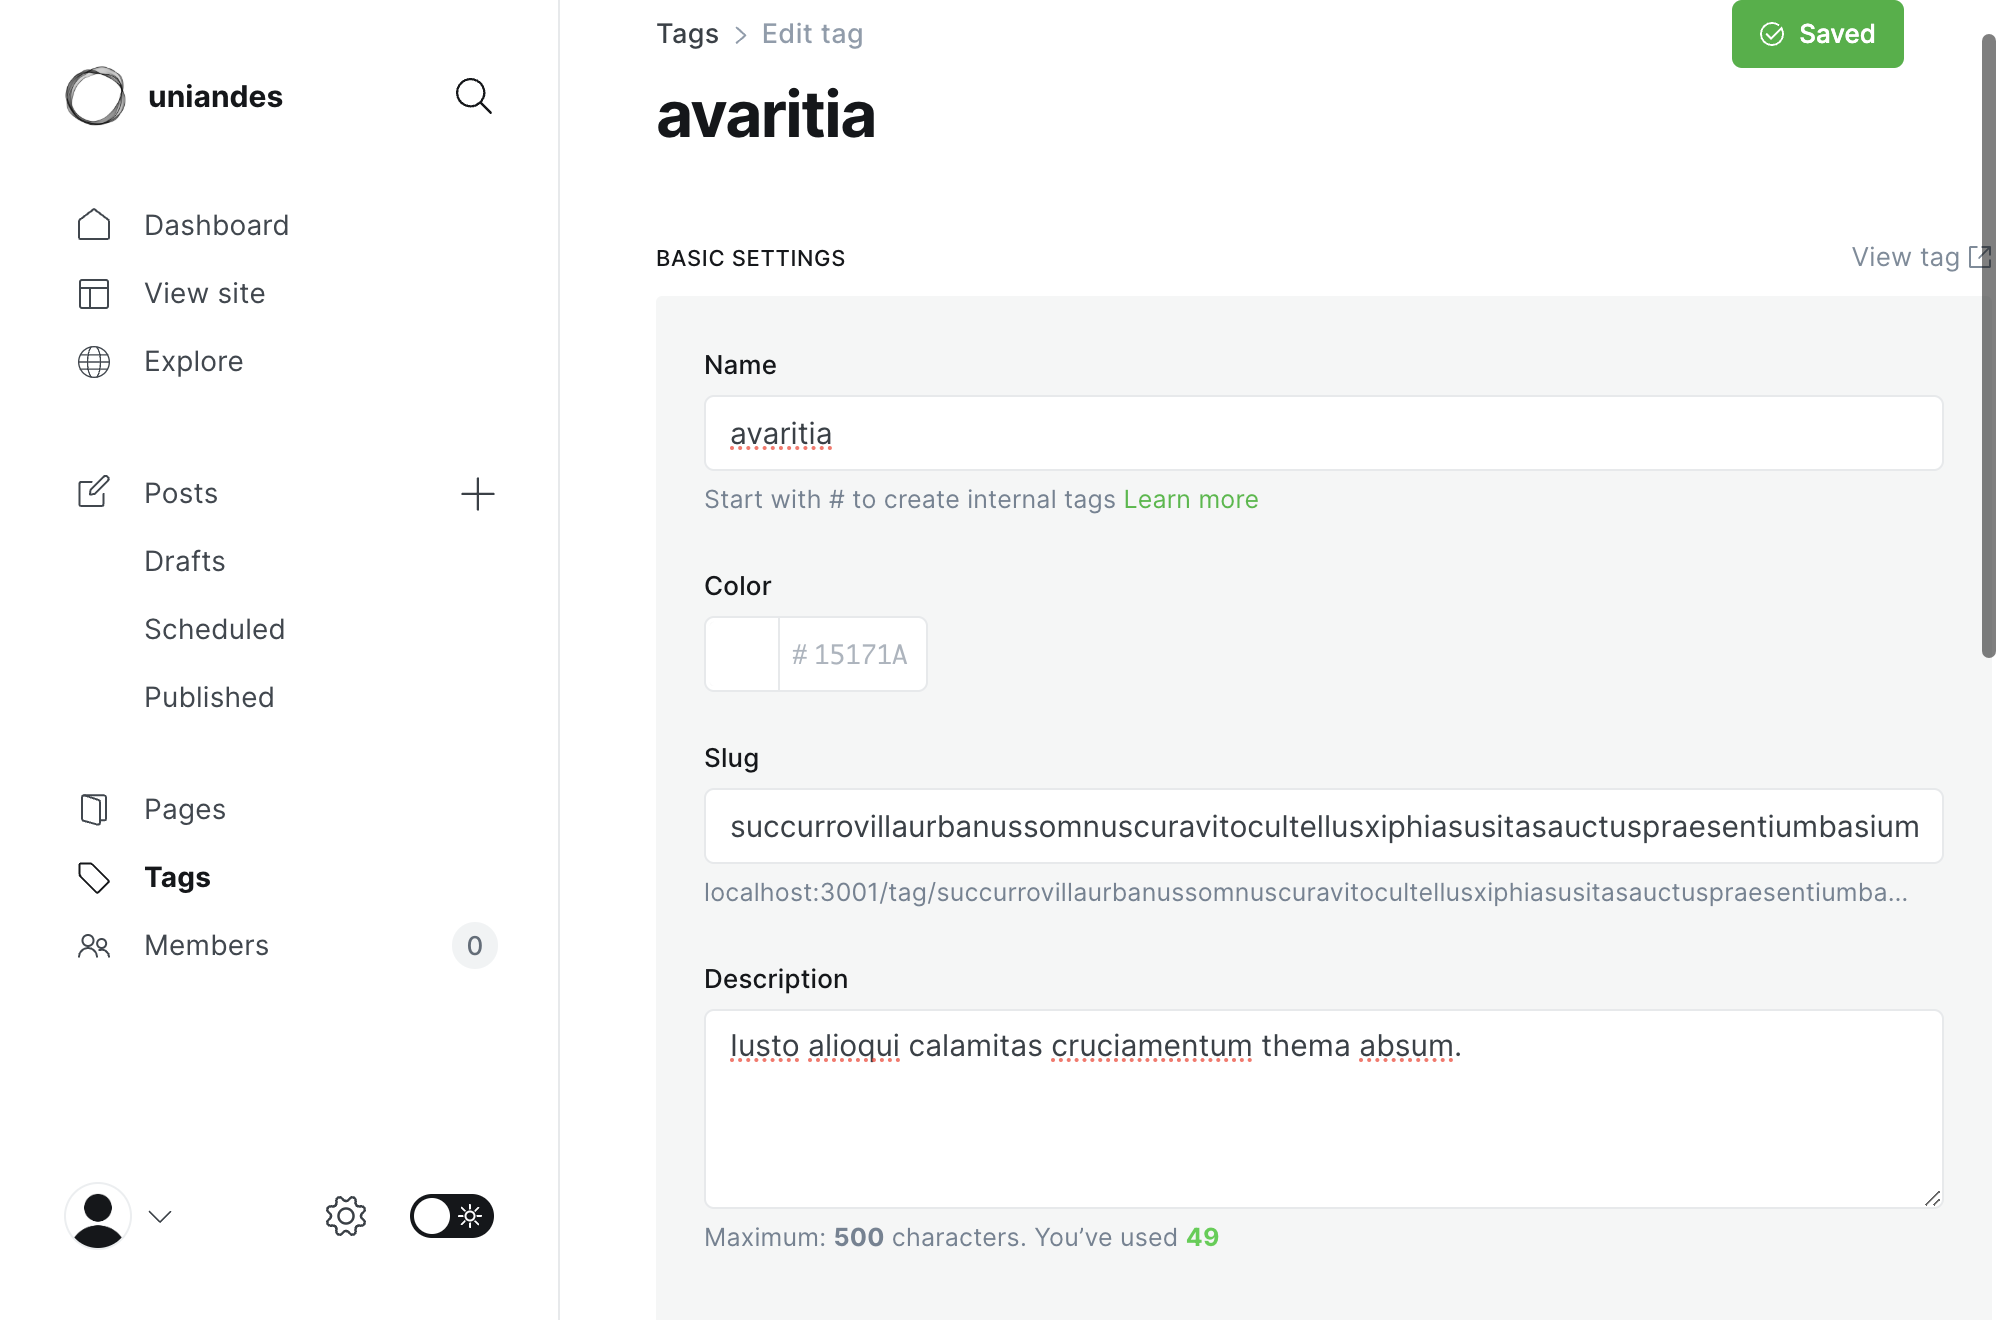 uniandes
Dashboard
View site
Explore
Posts
Drafts
Scheduled
Published
Pages
Tags
Members
0
Tags > Edit tag
Saved
avaritia
BASIC SETTINGS
View tag
Name
avaritia
Start with # to create internal tags Learn more
Color
# 15171A
Slug
succurrovillaurbanussomnuscuravitocultellusxiphiasusitasauctuspraesentiumbasium
localhost:3001/tag/succurrovillaurbanussomnuscuravitocultellusxiphiasusitasauctuspraesentiumba...
Description
Iusto alioqui calamitas cruciamentum thema absum.
Maximum: 500 characters. You’ve used 49